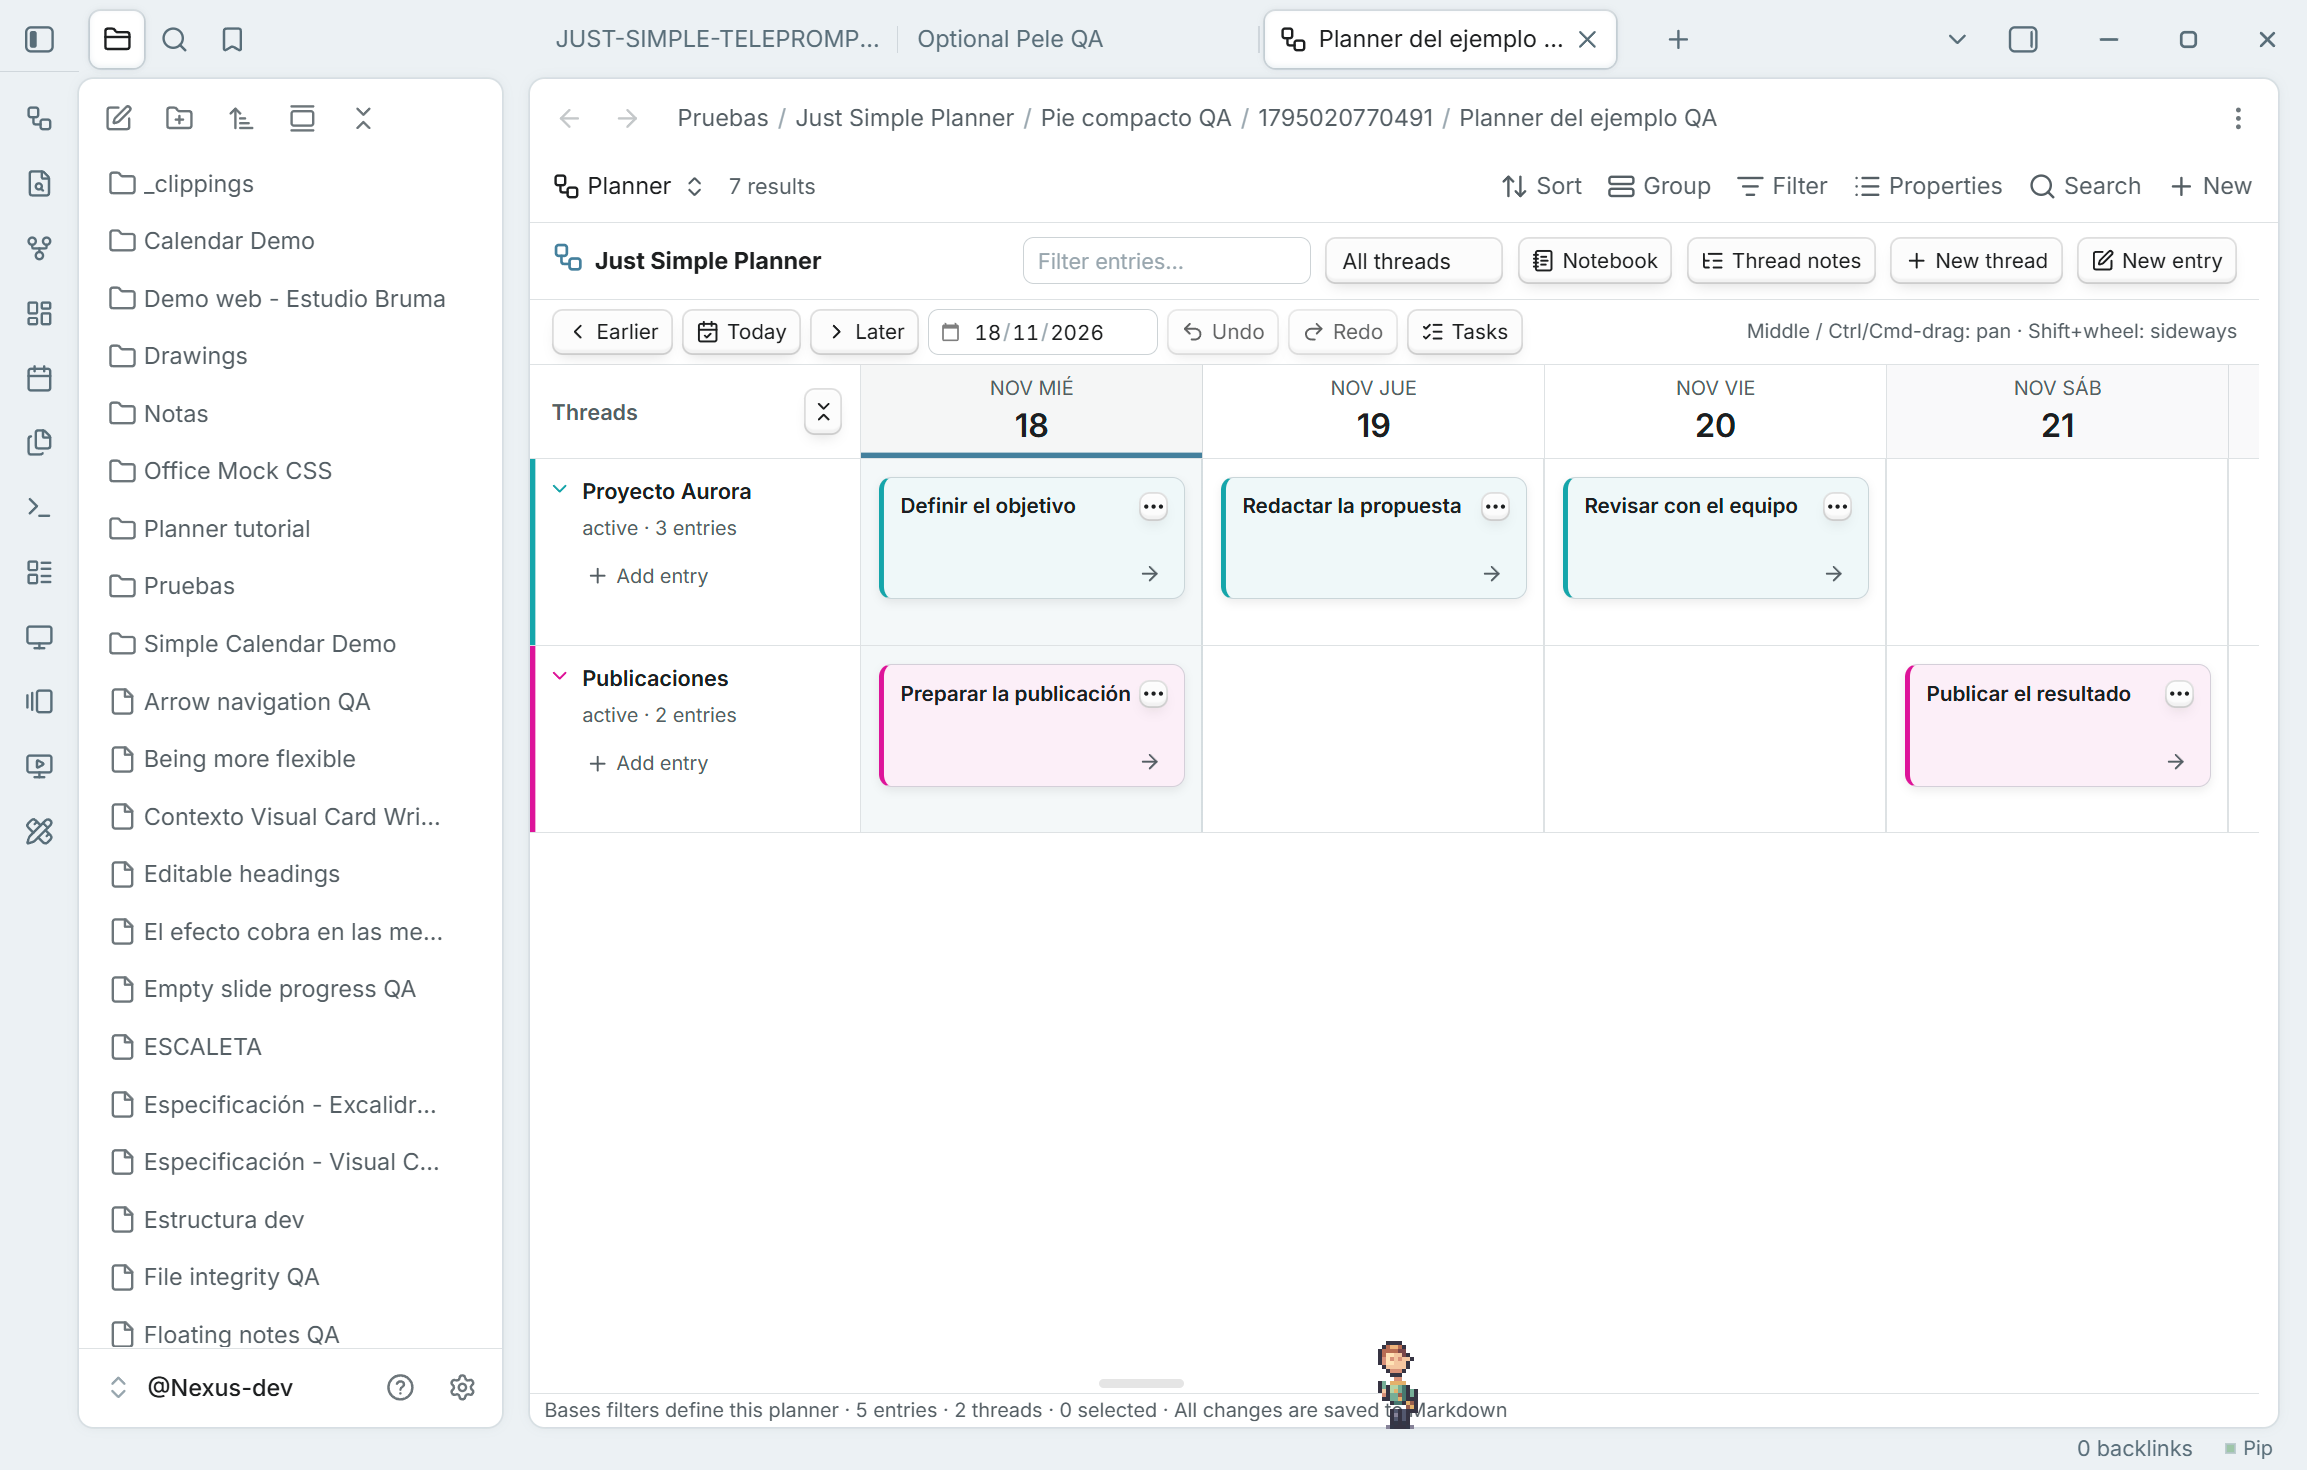 JUST-SIMPLE-TELEPROMP...
Optional Pele QA
Planner del ejemplo ...
_clippings
Calendar Demo
Demo web - Estudio Bruma
Drawings
Notas
Office Mock CSS
Planner tutorial
Pruebas
Simple Calendar Demo
Arrow navigation QA
Being more flexible
Contexto Visual Card Wri...
Editable headings
El efecto cobra en las me...
Empty slide progress QA
ESCALETA
Especificación - Excalidr...
Especificación - Visual C...
Estructura dev
File integrity QA
Floating notes QA
@Nexus-dev
Pruebas / Just Simple Planner / Pie compacto QA / 1795020770491 / Planner del ejemplo QA
Planner 7 results
Sort Group Filter Properties Search New
Just Simple Planner
Filter entries...
All threads
Notebook
Thread notes
New thread
New entry
Earlier
Today
Later
18/11/2026
Undo
Redo
Tasks
Middle / Ctrl/Cmd-drag: pan · Shift+wheel: sideways
Threads
NOV MIÉ
18
NOV JUE
19
NOV VIE
20
NOV SÁB
21
Proyecto Aurora
active · 3 entries
Add entry
Definir el objetivo
Redactar la propuesta
Revisar con el equipo
Publicaciones
active · 2 entries
Add entry
Preparar la publicación
Publicar el resultado
Bases filters define this planner · 5 entries · 2 threads · 0 selected · All changes are saved Markdown
0 backlinks
Pip